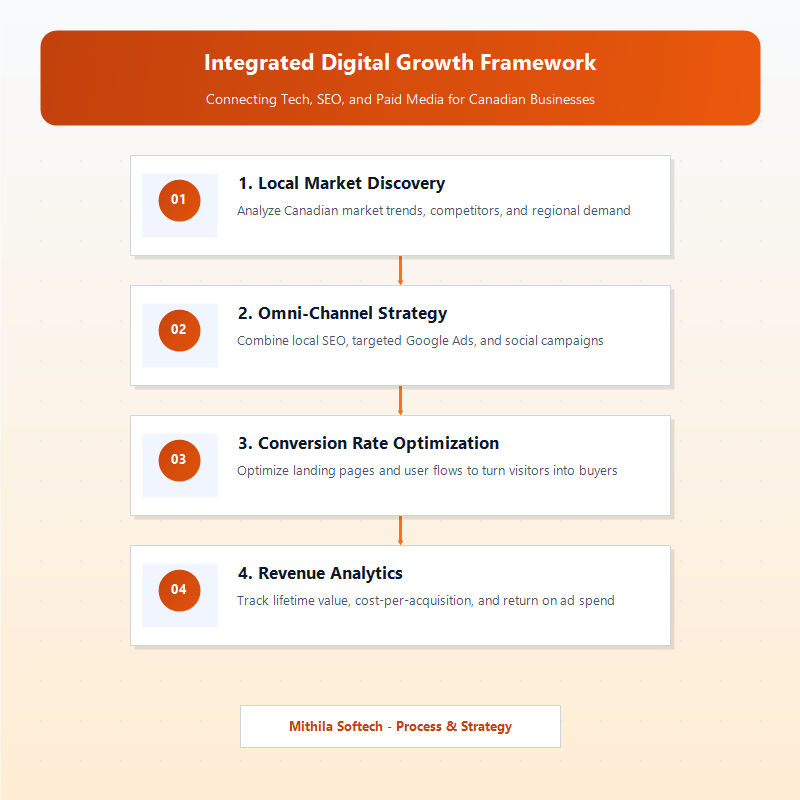 Integrated Digital Growth Framework
Connecting Tech, SEO, and Paid Media for Canadian Businesses
01
1. Local Market Discovery
Analyze Canadian market trends, competitors, and regional demand
02
2. Omni-Channel Strategy
Combine local SEO, targeted Google Ads, and social campaigns
03
3. Conversion Rate Optimization
Optimize landing pages and user flows to turn visitors into buyers
04
4. Revenue Analytics
Track lifetime value, cost-per-acquisition, and return on ad spend
Mithila Softech - Process & Strategy